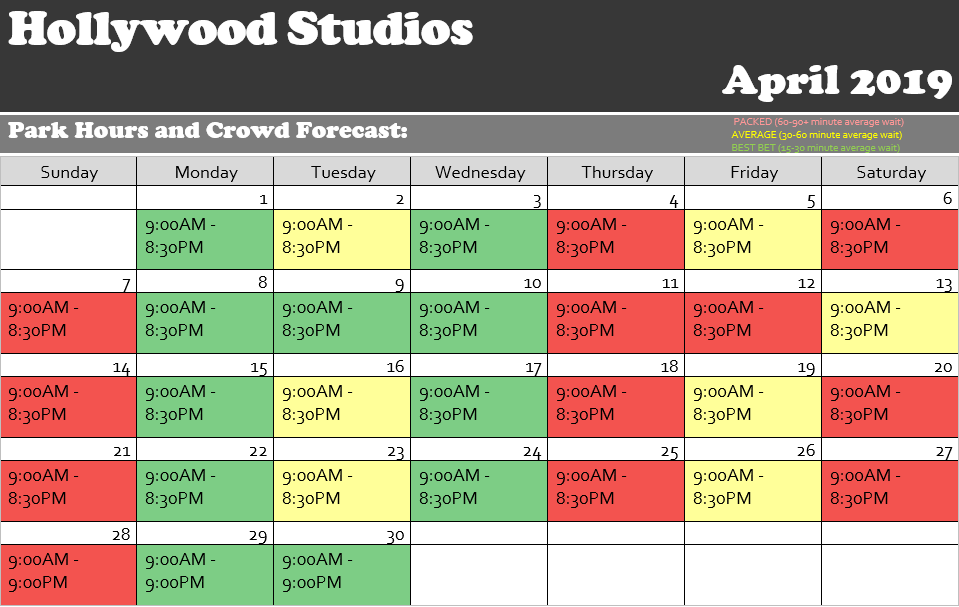 Hollywood Studios
April 2019
Park Hours and Crowd Forecast:
PACKED (60-90+ minute average wait)
AVERAGE (30-60 minute average wait)
BEST BET (15-30 minute average wait)
Sunday Monday Tuesday Wednesday Thursday Friday Saturday
1 2 3 4 5 6
9:00AM - 9:00AM - 9:00AM - 9:00AM - 9:00AM - 9:00AM -
8:30PM 8:30PM 8:30PM 8:30PM 8:30PM 8:30PM
7 8 9 10 11 12 13
9:00AM - 9:00AM - 9:00AM - 9:00AM - 9:00AM - 9:00AM - 9:00AM -
8:30PM 8:30PM 8:30PM 8:30PM 8:30PM 8:30PM 8:30PM
14 15 16 17 18 19 20
9:00AM - 9:00AM - 9:00AM - 9:00AM - 9:00AM - 9:00AM - 9:00AM -
8:30PM 8:30PM 8:30PM 8:30PM 8:30PM 8:30PM 8:30PM
21 22 23 24 25 26 27
9:00AM - 9:00AM - 9:00AM - 9:00AM - 9:00AM - 9:00AM - 9:00AM -
8:30PM 8:30PM 8:30PM 8:30PM 8:30PM 8:30PM 8:30PM
28 29 30
9:00AM - 9:00AM - 9:00AM -
9:00PM 9:00PM 9:00PM